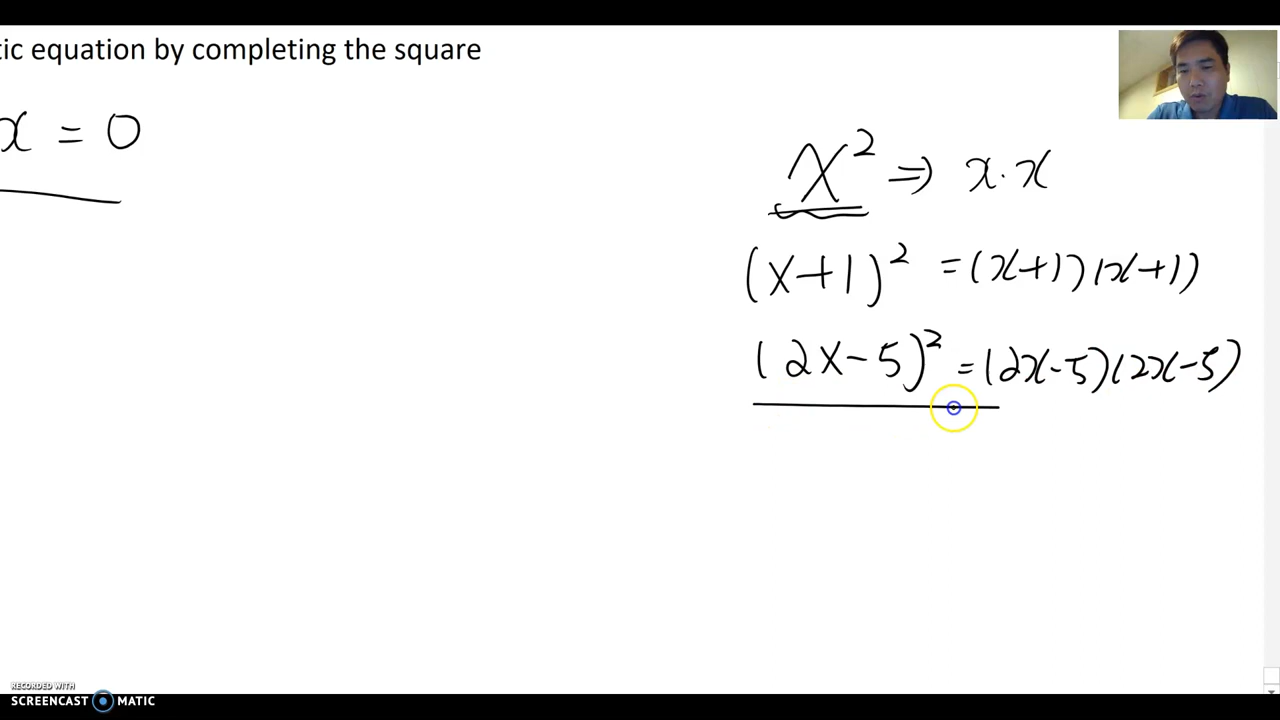 tic equation by completing the square
x = 0
x² ⇒ x·x
(x+1)² = (x+1)(x+1)
(2x-5)² = (2x-5)(2x-5)
RECORDED WITH
SCREENCAST MATIC